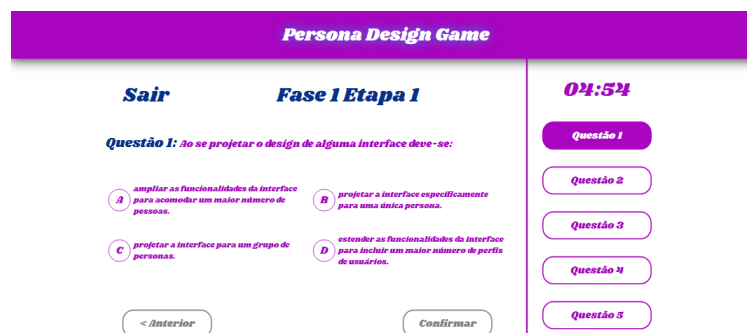 Persona Design Game
Sair
Fase 1 Etapa 1
04:54
Questão 1: Ao se projetar o design de alguma interface deve-se:
A
ampliar as funcionalidades da interface
para acomodar um maior número de
pessoas.
B
projetar a interface especificamente
para uma única persona.
C
projetar a interface para um grupo de
personas.
D
estender as funcionalidades da interface
para incluir um maior número de perfis
de usuários.
< Anterior
Confirmar
Questão 1
Questão 2
Questão 3
Questão 4
Questão 5